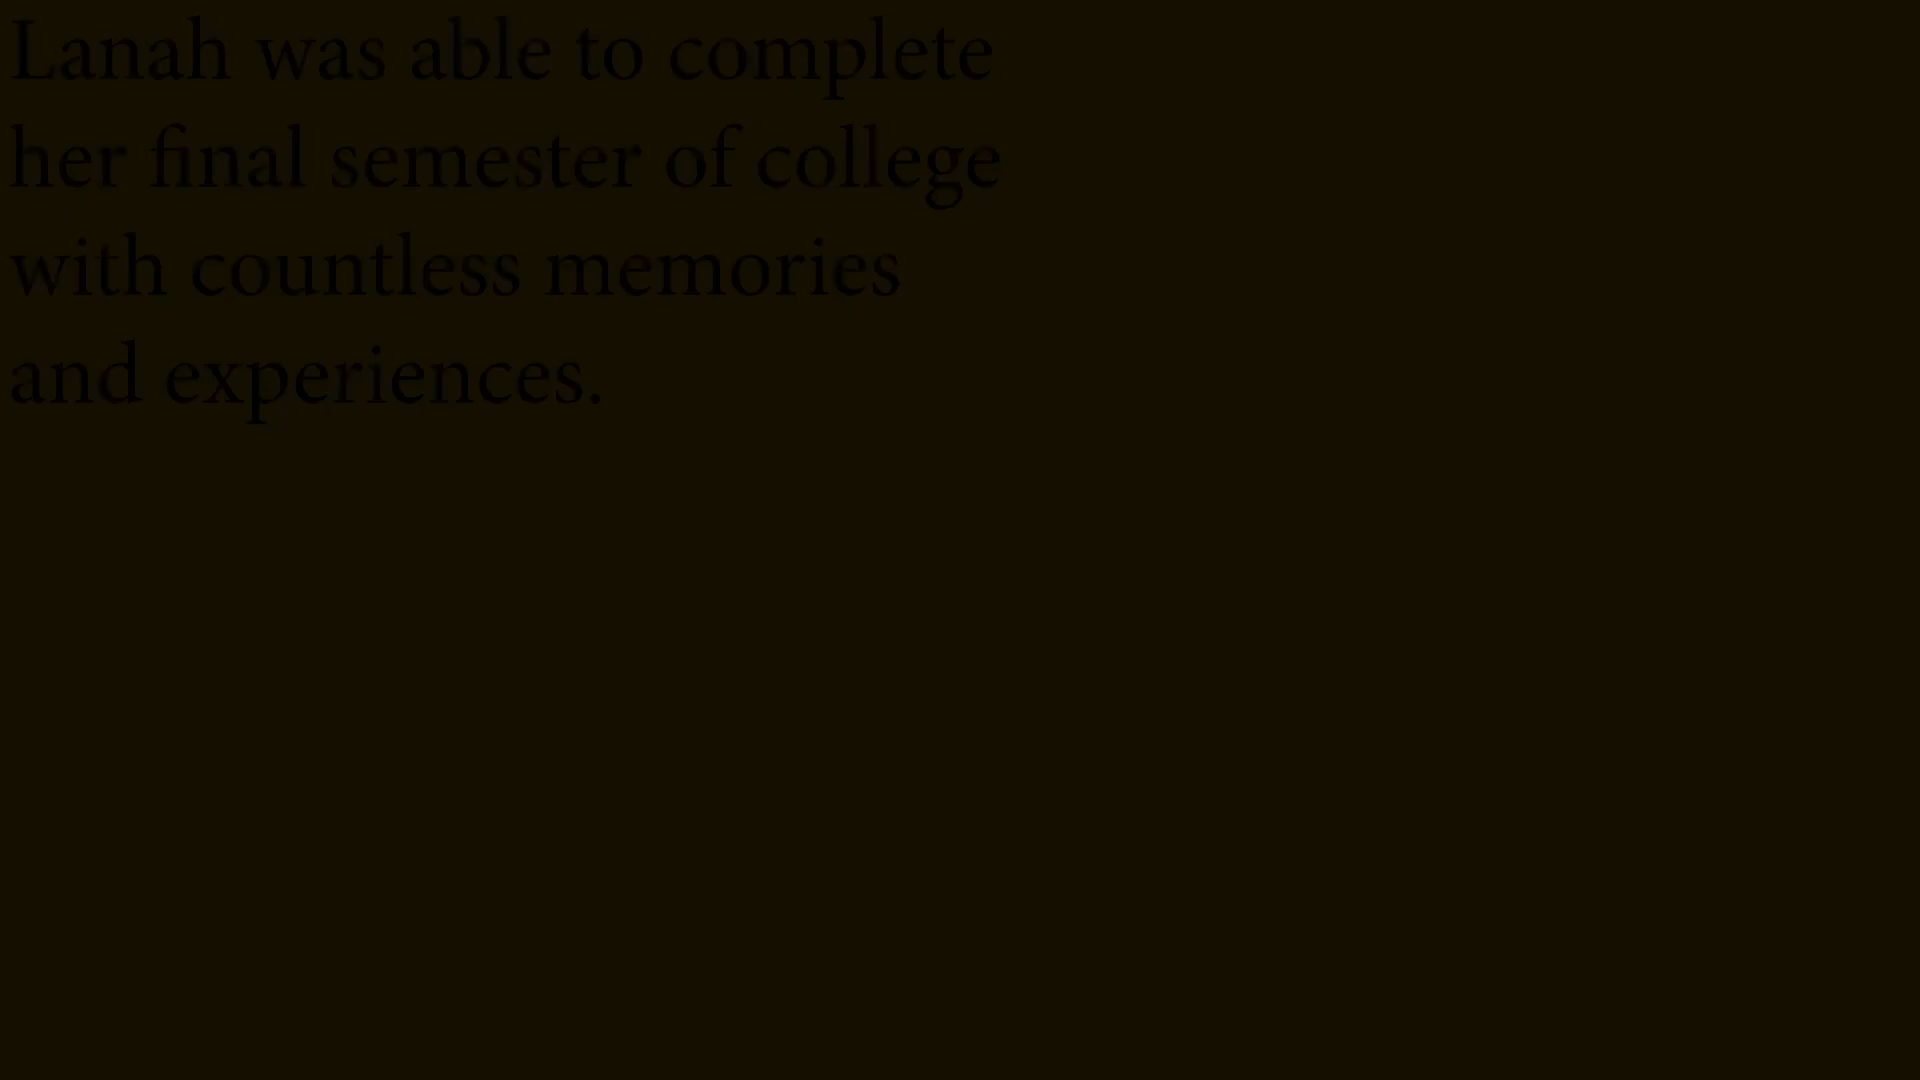 Lanah was able to complete
her final semester of college
with countless memories
and experiences.